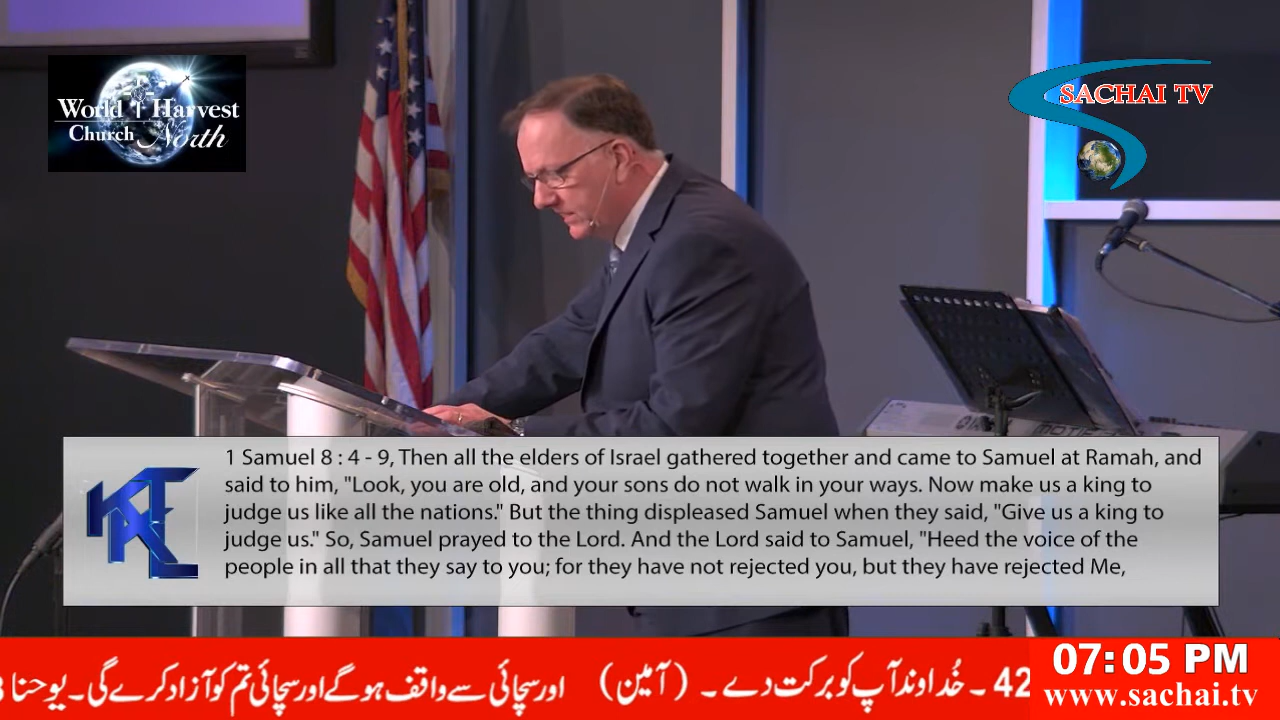 World Harvest
Church North
SACHAI TV
1 Samuel 8 : 4 - 9, Then all the elders of Israel gathered together and came to Samuel at Ramah, and
said to him, "Look, you are old, and your sons do not walk in your ways. Now make us a king to
judge us like all the nations." But the thing displeased Samuel when they said, "Give us a king to
judge us." So, Samuel prayed to the Lord. And the Lord said to Samuel, "Heed the voice of the
people in all that they say to you; for they have not rejected you, but they have rejected Me,
42 ۔ خُداوند آپ کو برکت دے ۔ (آمین) اور سچائی سے واقف ہو گے اور سچائی تم کو آزاد کرے گی ۔ یوحنا
07:05 PM
www.sachai.tv